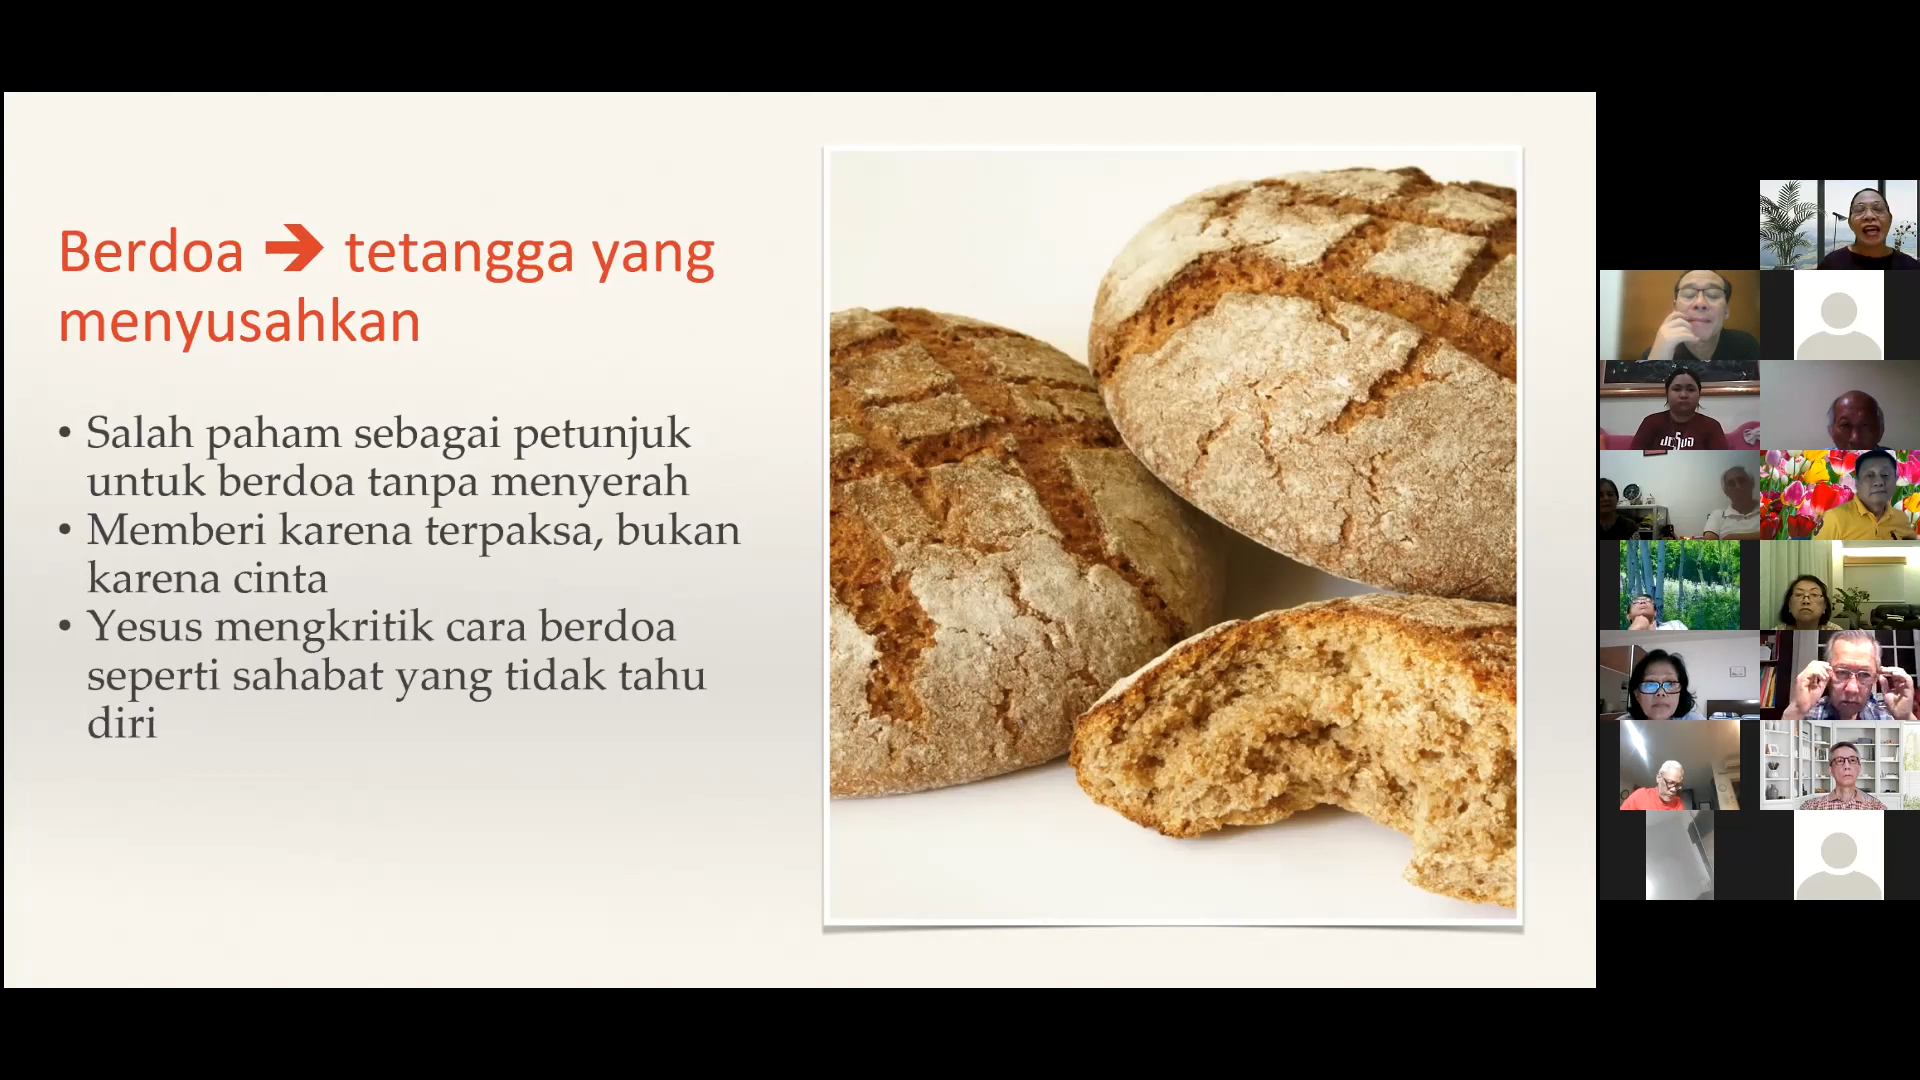 Berdoa ➔ tetangga yang
menyusahkan
• Salah paham sebagai petunjuk
untuk berdoa tanpa menyerah
• Memberi karena terpaksa, bukan
karena cinta
• Yesus mengkritik cara berdoa
seperti sahabat yang tidak tahu
diri